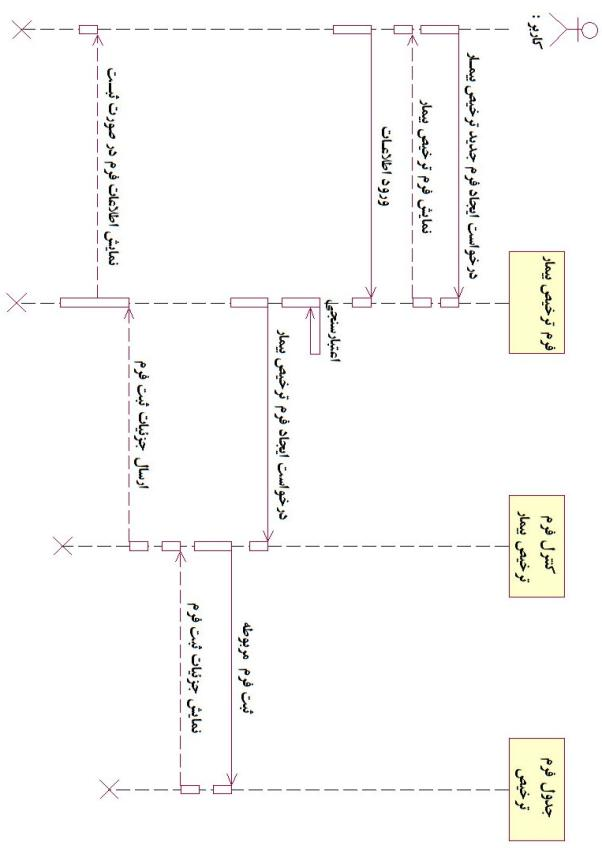 کاربر :
فرم ترخیص بیمار
کنترل فرم
ترخیص بیمار
جدول فرم
ترخیص
درخواست ایجاد فرم جدید ترخیص بیمار
نمایش فرم ترخیص بیمار
ورود اطلاعات
اعتبارسنجی
درخواست ایجاد فرم ترخیص بیمار
ثبت فرم مربوطه
نمایش جزئیات ثبت فرم
ارسال جزئیات ثبت فرم
نمایش اطلاعات فرم در صورت ثبت